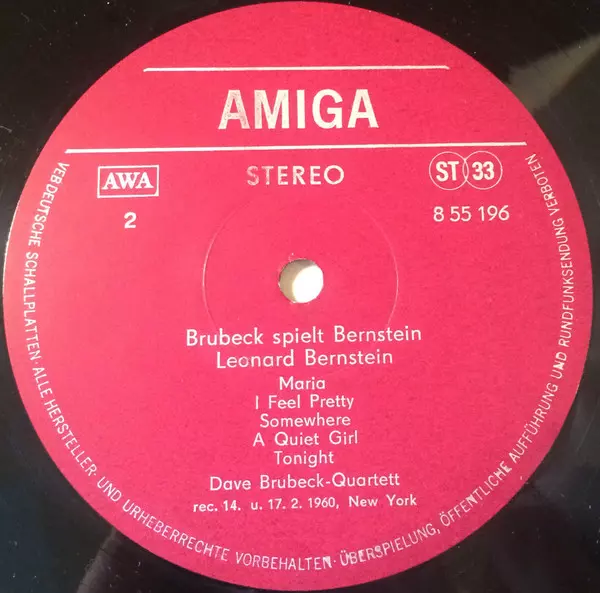 AMIGA
AWA
STEREO
ST 33
2
8 55 196
Brubeck spielt Bernstein
Leonard Bernstein
Maria
I Feel Pretty
Somewhere
A Quiet Girl
Tonight
Dave Brubeck-Quartett
rec. 14. u. 17. 2. 1960, New York
VEB DEUTSCHE SCHALLPLATTEN · ALLE HERSTELLER- UND URHEBERRECHTE VORBEHALTEN · ÜBERSPIELUNG, ÖFFENTLICHE AUFFÜHRUNG UND RUNDFUNKSENDUNG VERBOTEN